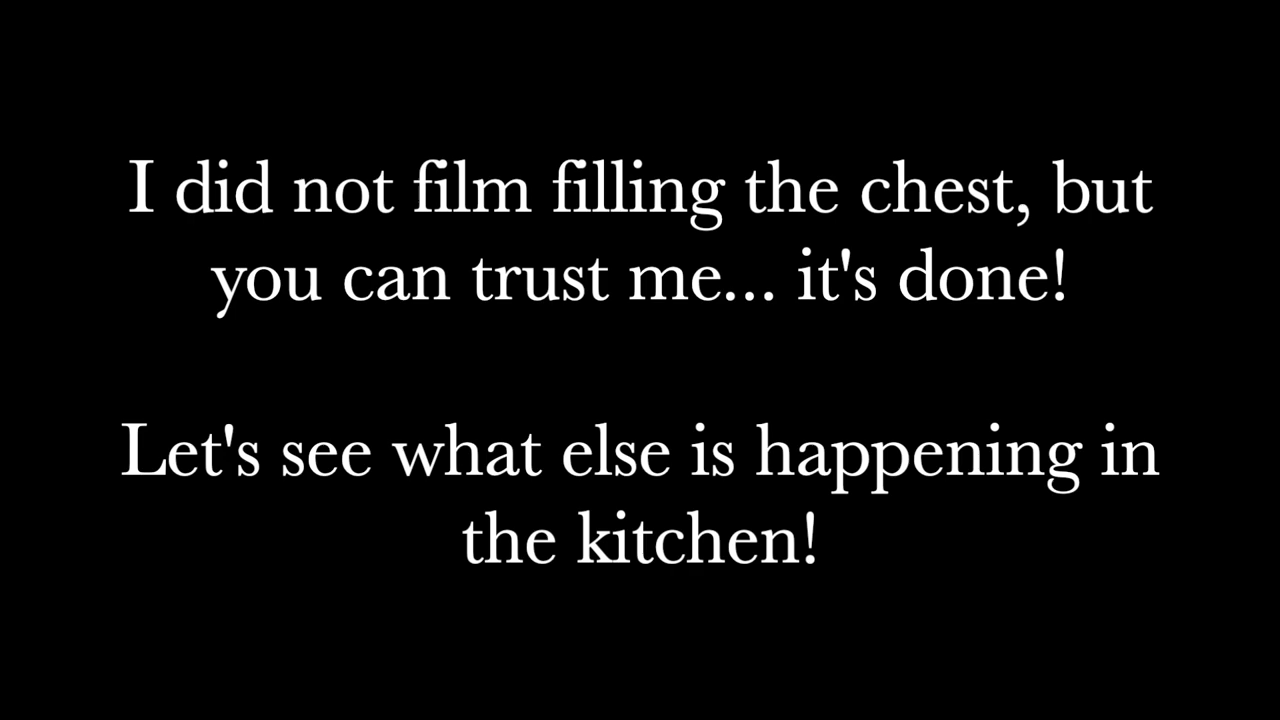 I did not film filling the chest, but
you can trust me... it's done!
Let's see what else is happening in
the kitchen!